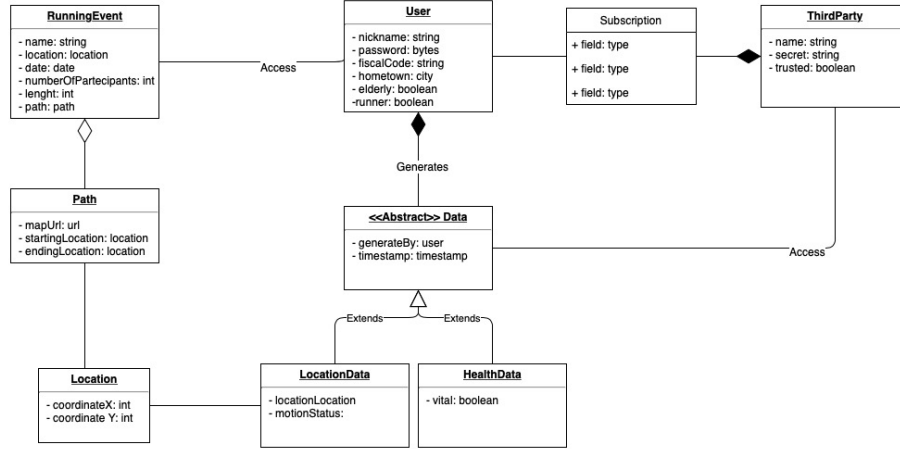 RunningEvent
- name: string
- location: location
- date: date
- numberOfPartecipants: int
- lenght: int
- path: path
Access
User
- nickname: string
- password: bytes
- fiscalCode: string
- hometown: city
- elderly: boolean
-runner: boolean
Subscription
+ field: type
+ field: type
+ field: type
ThirdParty
- name: string
- secret: string
- trusted: boolean
Generates
Path
- mapUrl: url
- startingLocation: location
- endingLocation: location
<<Abstract>> Data
- generateBy: user
- timestamp: timestamp
Access
Extends
Extends
Location
- coordinateX: int
- coordinate Y: int
LocationData
- locationLocation
- motionStatus:
HealthData
- vital: boolean